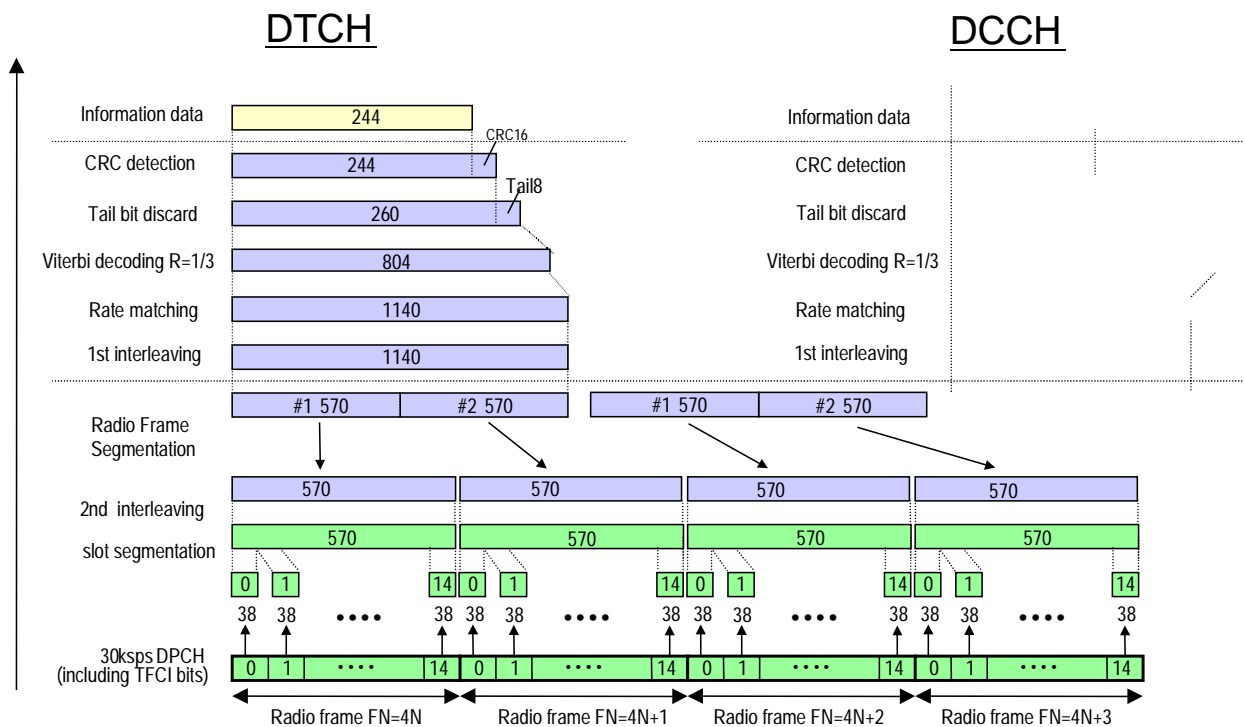 DTCH DCCH
Information data 244 Information data
CRC16
CRC detection 244 CRC detection
Tail8
Tail bit discard 260 Tail bit discard
Viterbi decoding R=1/3 804 Viterbi decoding R=1/3
Rate matching 1140 Rate matching
1st interleaving 1140 1st interleaving
#1 570 #2 570 #1 570 #2 570
Radio Frame
Segmentation
570 570 570 570
2nd interleaving
570 570 570 570
slot segmentation
0 1 14 0 1 14 0 1 14 0 1 14
38 38 •••• 38 38 38 •••• 38 38 38 •••• 38 38 38 •••• 38
30ksps DPCH
(including TFCI bits)
0 1 •••• 14 0 1 •••• 14 0 1 •••• 14 0 1 •••• 14
Radio frame FN=4N Radio frame FN=4N+1 Radio frame FN=4N+2 Radio frame FN=4N+3